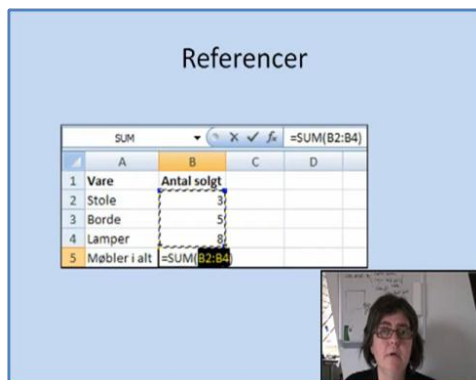 Referencer
SUM =SUM(B2:B4)
A B C D
1 Vare Antal solgt
2 Stole 3
3 Borde 5
4 Lamper 8
5 Møbler i alt =SUM(B2:B4)